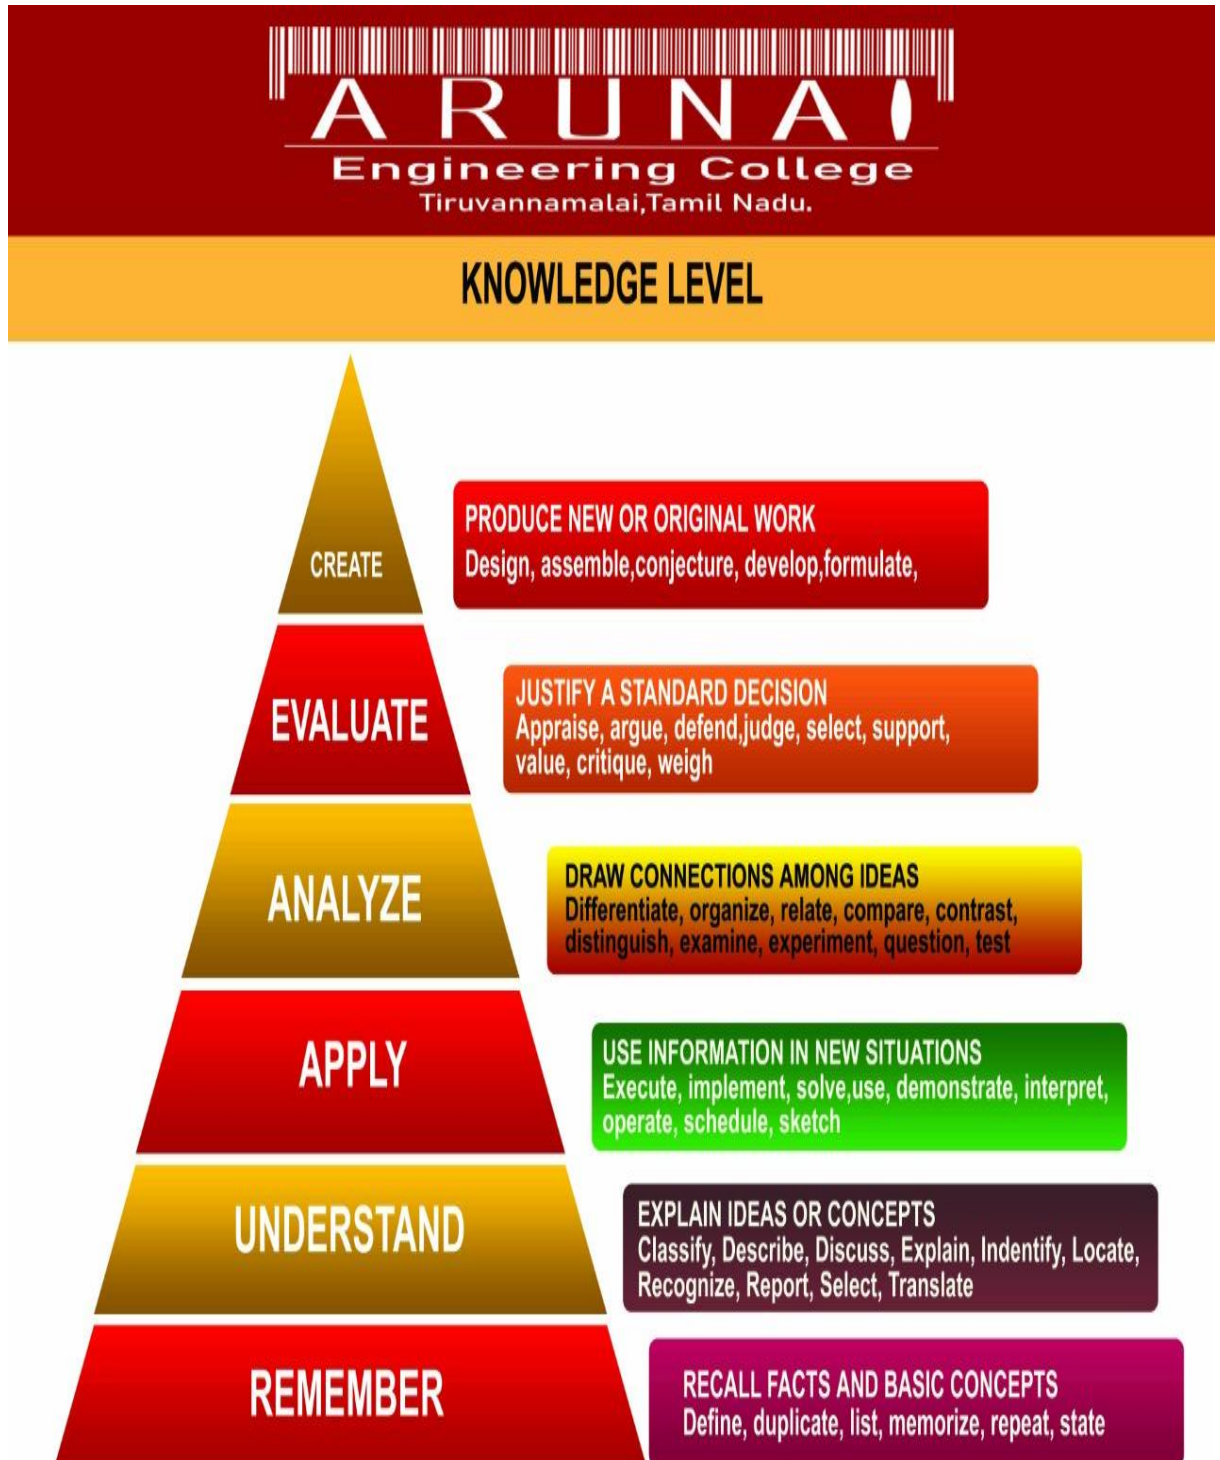 ARUNAI
Engineering College
Tiruvannamalai,Tamil Nadu.
KNOWLEDGE LEVEL
CREATE
PRODUCE NEW OR ORIGINAL WORK
Design, assemble,conjecture, develop,formulate,
EVALUATE
JUSTIFY A STANDARD DECISION
Appraise, argue, defend,judge, select, support,
value, critique, weigh
ANALYZE
DRAW CONNECTIONS AMONG IDEAS
Differentiate, organize, relate, compare, contrast,
distinguish, examine, experiment, question, test
APPLY
USE INFORMATION IN NEW SITUATIONS
Execute, implement, solve,use, demonstrate, interpret,
operate, schedule, sketch
UNDERSTAND
EXPLAIN IDEAS OR CONCEPTS
Classify, Describe, Discuss, Explain, Indentify, Locate,
Recognize, Report, Select, Translate
REMEMBER
RECALL FACTS AND BASIC CONCEPTS
Define, duplicate, list, memorize, repeat, state